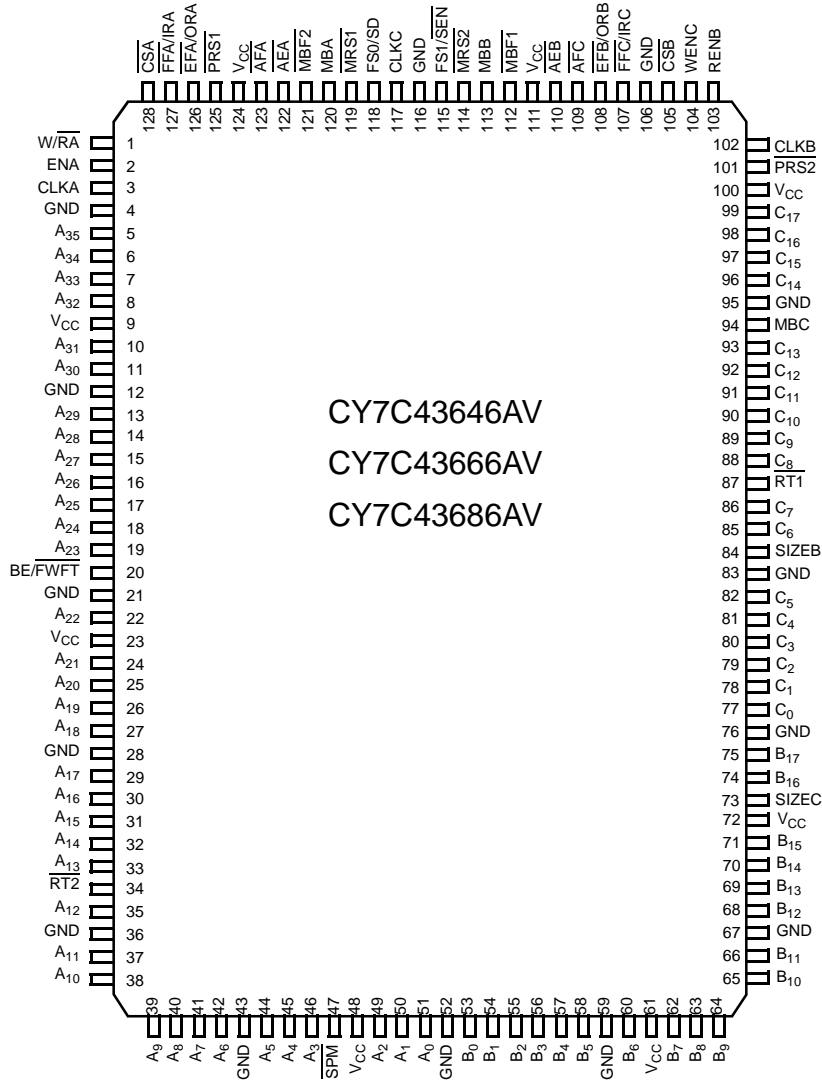 CSA
FFA/IRA
EFA/ORA
PRS1
VCC
AFA
AEA
MBF2
MBA
MRS1
FS0/SD
CLKC
GND
FS1/SEN
MRS2
MBB
MBF1
VCC
AEB
AFC
EFB/ORB
FFC/IRC
GND
CSB
WENC
RENB
128
127
126
125
124
123
122
121
120
119
118
117
116
115
114
113
112
111
110
109
108
107
106
105
104
103
W/RA 1
ENA 2
CLKA 3
GND 4
A35 5
A34 6
A33 7
A32 8
VCC 9
A31 10
A30 11
GND 12
A29 13
A28 14
A27 15
A26 16
A25 17
A24 18
A23 19
BE/FWFT 20
GND 21
A22 22
VCC 23
A21 24
A20 25
A19 26
A18 27
GND 28
A17 29
A16 30
A15 31
A14 32
A13 33
RT2 34
A12 35
GND 36
A11 37
A10 38
CY7C43646AV
CY7C43666AV
CY7C43686AV
102 CLKB
101 PRS2
100 VCC
99 C17
98 C16
97 C15
96 C14
95 GND
94 MBC
93 C13
92 C12
91 C11
90 C10
89 C9
88 C8
87 RT1
86 C7
85 C6
84 SIZEB
83 GND
82 C5
81 C4
80 C3
79 C2
78 C1
77 C0
76 GND
75 B17
74 B16
73 SIZEC
72 VCC
71 B15
70 B14
69 B13
68 B12
67 GND
66 B11
65 B10
39
40
41
42
43
44
45
46
47
48
49
50
51
52
53
54
55
56
57
58
59
60
61
62
63
64
A9
A8
A7
A6
GND
A5
A4
A3
SPM
VCC
A2
A1
A0
GND
B0
B1
B2
B3
B4
B5
GND
B6
VCC
B7
B8
B9